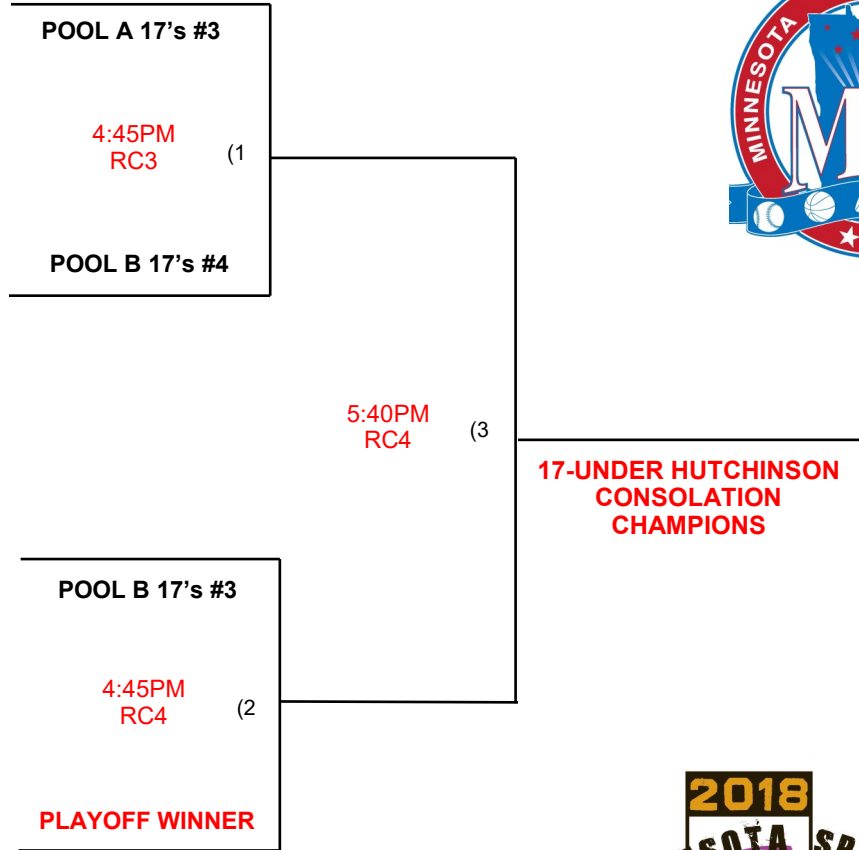 POOL A 17’s #3
4:45PM
RC3
(1
POOL B 17’s #4
MINNESOTA
M
5:40PM
RC4
(3
17-UNDER HUTCHINSON
CONSOLATION
CHAMPIONS
POOL B 17’s #3
4:45PM
RC4
(2
PLAYOFF WINNER
2018